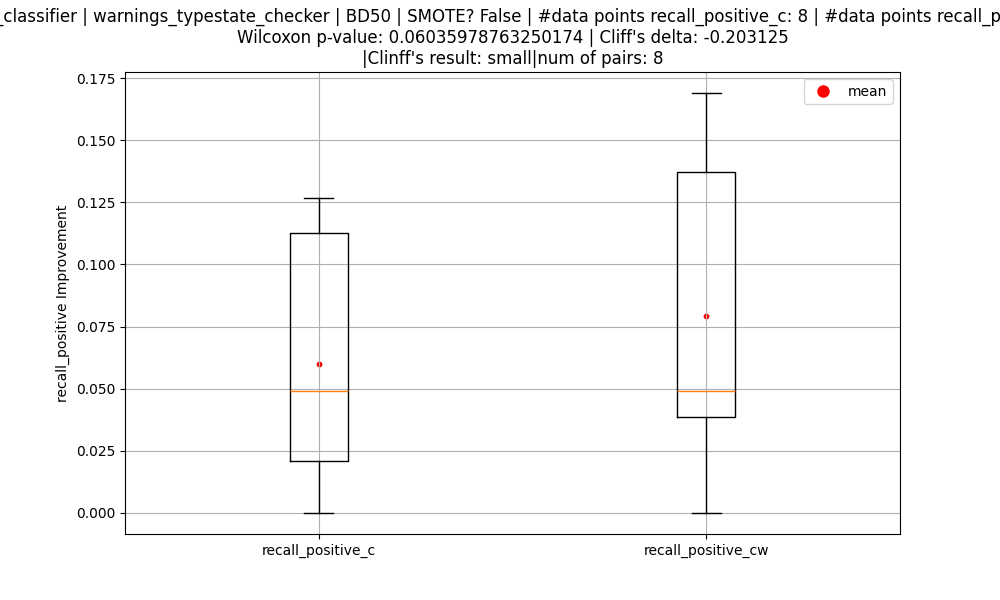 _classifier | warnings_typestate_checker | BD50 | SMOTE? False | #data points recall_positive_c: 8 | #data points recall_p
Wilcoxon p-value: 0.06035978763250174 | Cliff's delta: -0.203125
|Clinff's result: small|num of pairs: 8
mean
0.175
0.150
0.125
0.100
0.075
0.050
0.025
0.000
recall_positive Improvement
recall_positive_c
recall_positive_cw